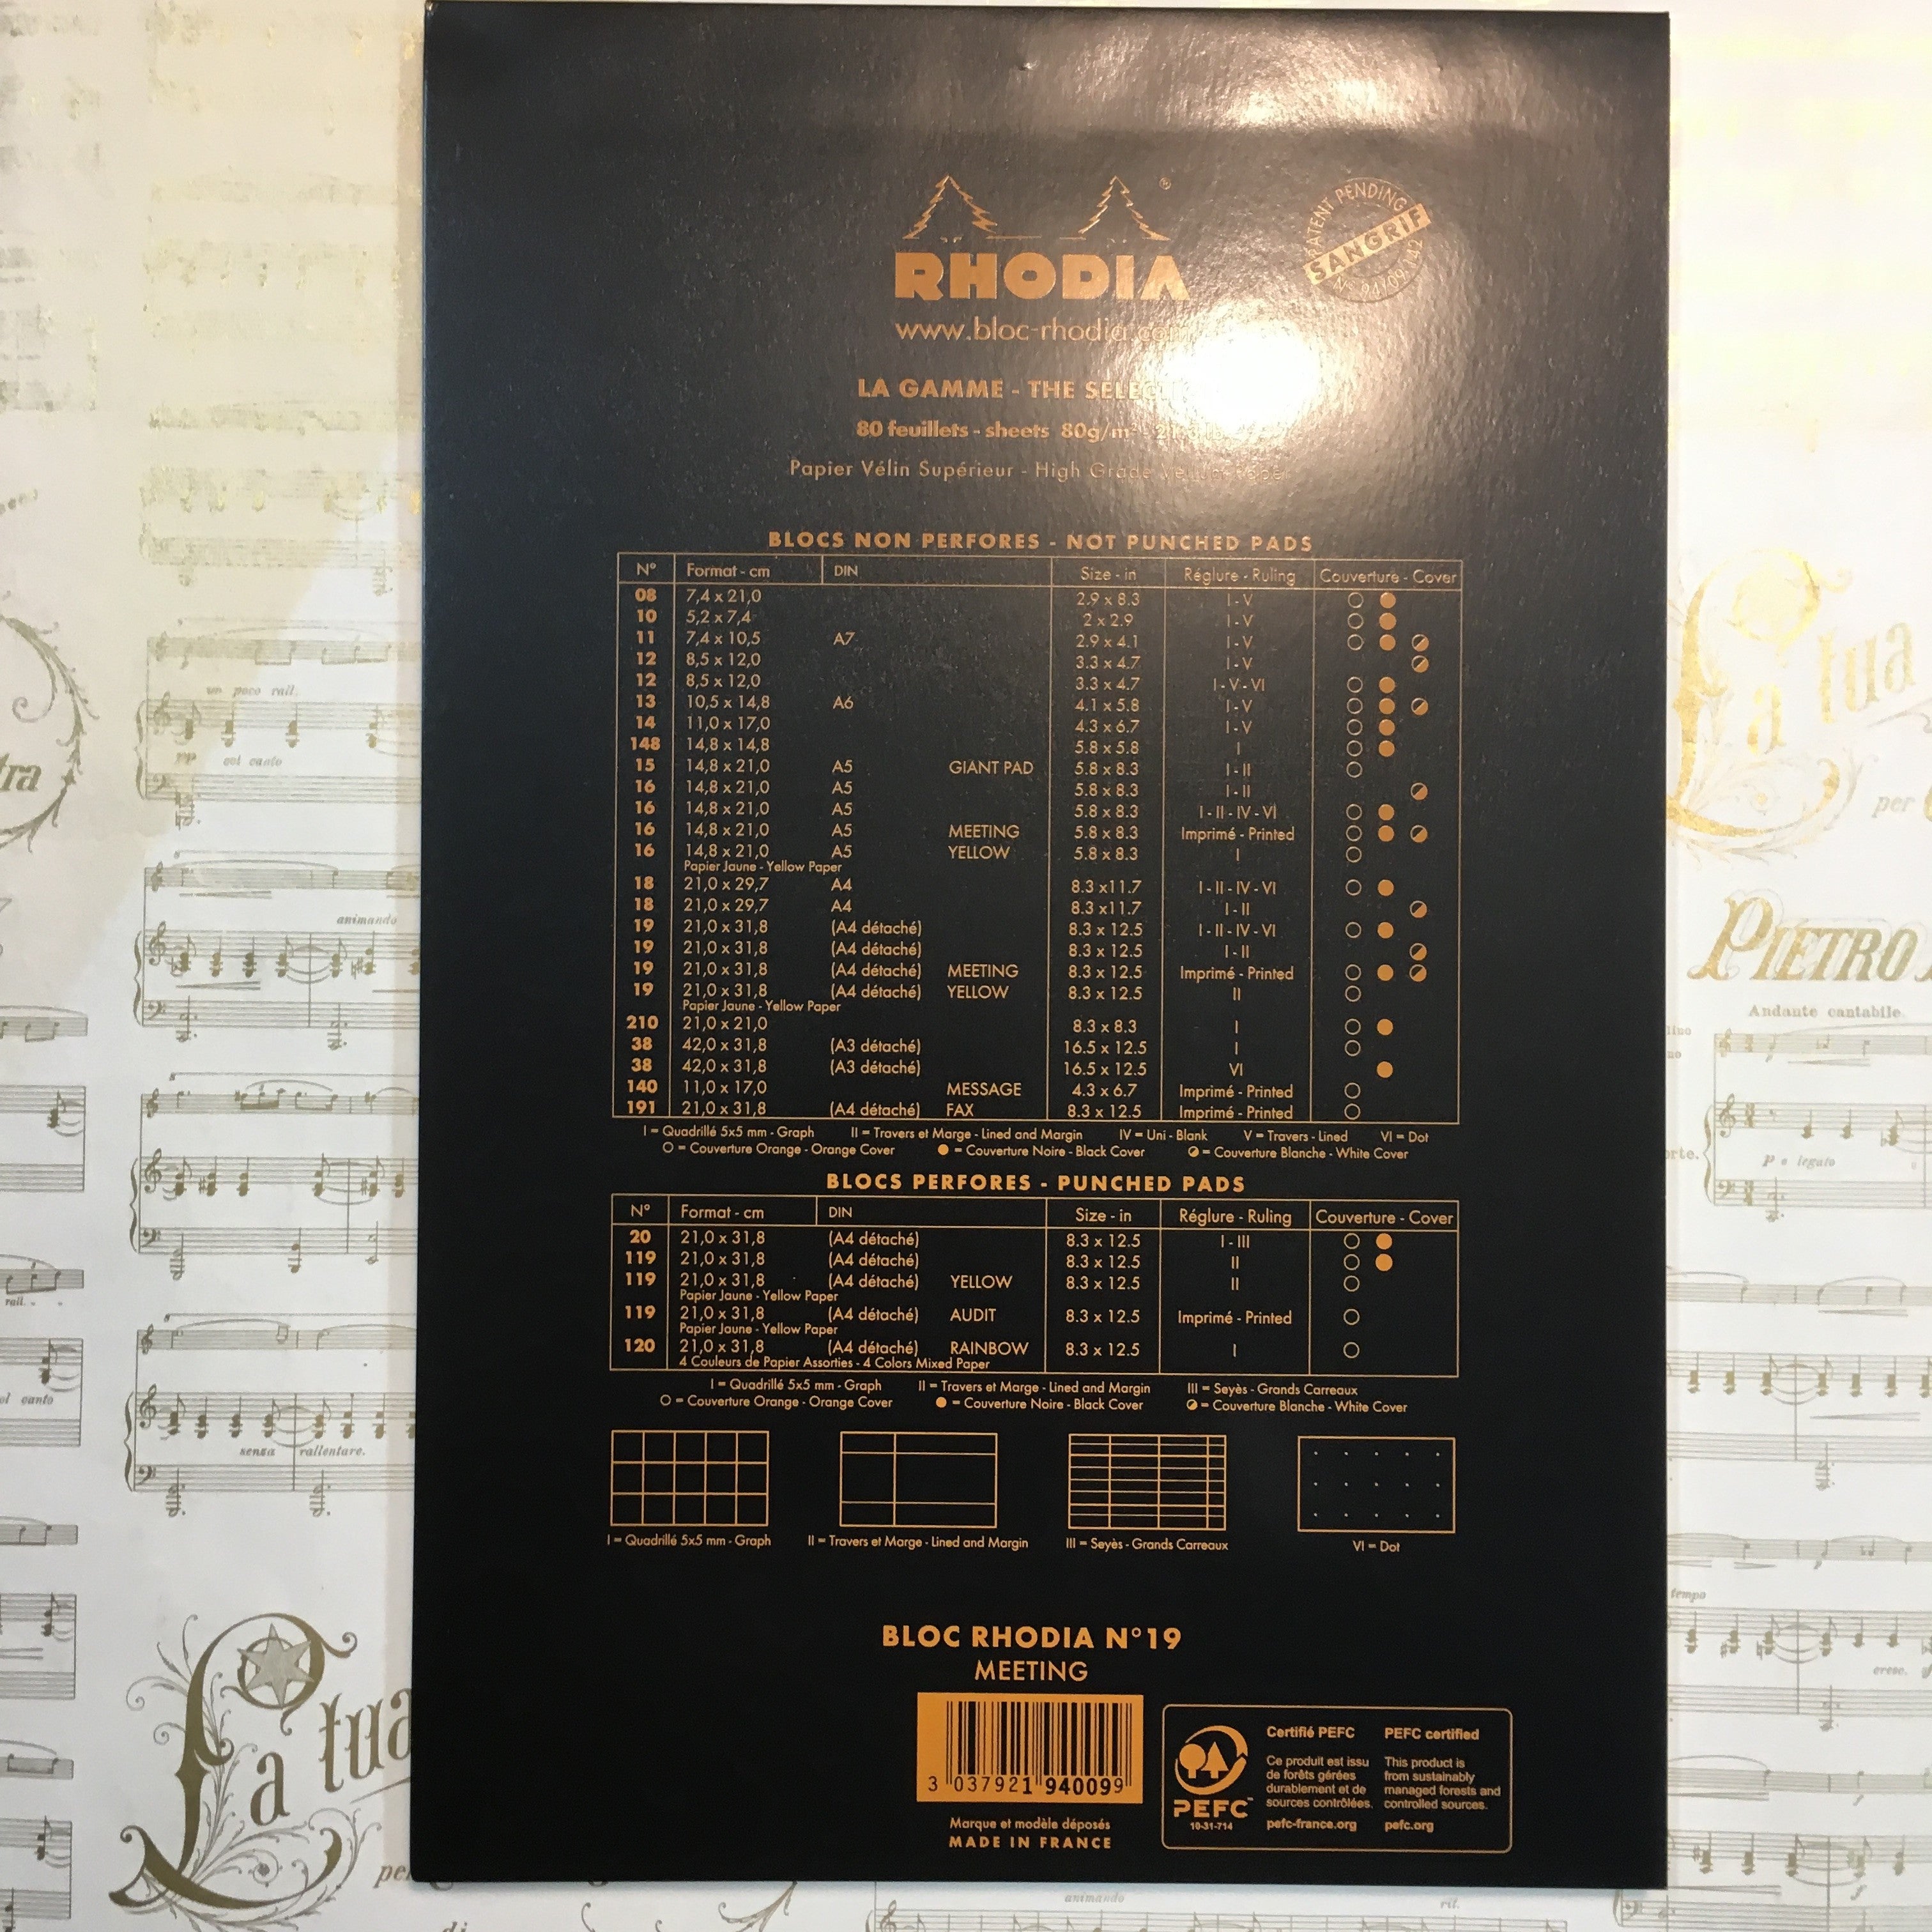 ®
RHODIA
www.bloc-rhodia.com
PATENT PENDING
SANGRIF
LA GAMME - THE
80 feuillets - sheets 80g/m²
Papier Vélin Supérieur - High Grade Vellum Paper
BLOCS NON PERFORES - NOT PUNCHED PADS
N° Format - cm DIN Size - in Réglure - Ruling Couverture - Cover
08 7,4 x 21,0 2.9 x 8.3 I - V
10 5,2 x 7,4 2 x 2.9 I - V
11 7,4 x 10,5 A7 2.9 x 4.1 I - V
12 8,5 x 12,0 3.3 x 4.7 I - V
12 8,5 x 12,0 3.3 x 4.7 I - V - VI
13 10,5 x 14,8 A6 4.1 x 5.8 I - V
14 11,0 x 17,0 4.3 x 6.7 I - V
148 14,8 x 14,8 5.8 x 5.8 I
15 14,8 x 21,0 A5 GIANT PAD 5.8 x 8.3 I - II
16 14,8 x 21,0 A5 5.8 x 8.3 I - II
16 14,8 x 21,0 A5 5.8 x 8.3 I - II - IV - VI
16 14,8 x 21,0 A5 MEETING 5.8 x 8.3 Imprimé - Printed
16 14,8 x 21,0 A5 YELLOW 5.8 x 8.3 I
Papier Jaune - Yellow Paper
18 21,0 x 29,7 A4 8.3 x11.7 I - II - IV - VI
18 21,0 x 29,7 A4 8.3 x11.7 I - II
19 21,0 x 31,8 (A4 détaché) 8.3 x 12.5 I - II - IV - VI
19 21,0 x 31,8 (A4 détaché) 8.3 x 12.5 I - II
19 21,0 x 31,8 (A4 détaché) MEETING 8.3 x 12.5 Imprimé - Printed
19 21,0 x 31,8 (A4 détaché) YELLOW 8.3 x 12.5 II
Papier Jaune - Yellow Paper
210 21,0 x 21,0 8.3 x 8.3 I
38 42,0 x 31,8 (A3 détaché) 16.5 x 12.5 I
38 42,0 x 31,8 (A3 détaché) 16.5 x 12.5 VI
140 11,0 x 17,0 MESSAGE 4.3 x 6.7 Imprimé - Printed
191 21,0 x 31,8 (A4 détaché) FAX 8.3 x 12.5 Imprimé - Printed
I = Quadrillé 5x5 mm - Graph II = Travers et Marge - Lined and Margin IV = Uni - Blank V = Travers - Lined VI = Dot
= Couverture Orange - Orange Cover = Couverture Noire - Black Cover = Couverture Blanche - White Cover
BLOCS PERFORES - PUNCHED PADS
N° Format - cm DIN Size - in Réglure - Ruling Couverture - Cover
20 21,0 x 31,8 (A4 détaché) 8.3 x 12.5 I - III
119 21,0 x 31,8 (A4 détaché) 8.3 x 12.5 II
119 21,0 x 31,8 (A4 détaché) YELLOW 8.3 x 12.5 II
Papier Jaune - Yellow Paper
119 21,0 x 31,8 (A4 détaché) AUDIT 8.3 x 12.5 Imprimé - Printed
Papier Jaune - Yellow Paper
120 21,0 x 31,8 (A4 détaché) RAINBOW 8.3 x 12.5 I
4 Couleurs de Papier Assorties - 4 Colors Mixed Paper
I = Quadrillé 5x5 mm - Graph II = Travers et Marge - Lined and Margin III = Seyès - Grands Carreaux
= Couverture Orange - Orange Cover = Couverture Noire - Black Cover = Couverture Blanche - White Cover
I = Quadrillé 5x5 mm - Graph II = Travers et Marge - Lined and Margin III = Seyès - Grands Carreaux VI = Dot
BLOC RHODIA N°19
MEETING
3 037921 940099
Marque et modèle déposés
MADE IN FRANCE
PEFC™
10-31-714
Certifié PEFC
Ce produit est issu
de forêts gérées
durablement et de
sources contrôlées.
pefc-france.org
PEFC certified
This product is
from sustainably
managed forests and
controlled sources.
pefc.org
un poco rall.
pp col canto
animando
senza rallentare.
La tua
La tua
per
PIETRO
Andante cantabile
p e legato
tempo
cresc.
animando
rit.
di